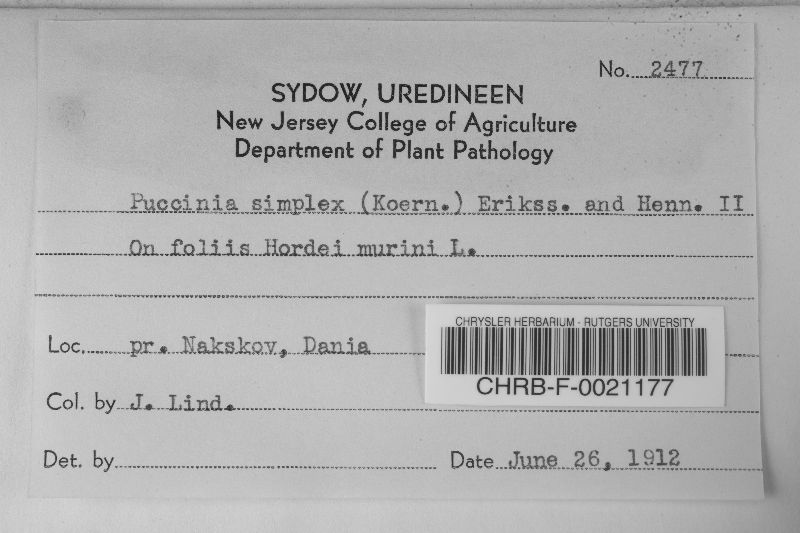 No. 2477
SYDOW, UREDINEEN
New Jersey College of Agriculture
Department of Plant Pathology
Puccinia simplex (Koern.) Erikss. and Henn. II
On foliis Hordei murini L.
Loc. pr. Nakskov, Dania
CHRYSLER HERBARIUM - RUTGERS UNIVERSITY
CHRB-F-0021177
Col. by J. Lind.
Det. by
Date June 26, 1912